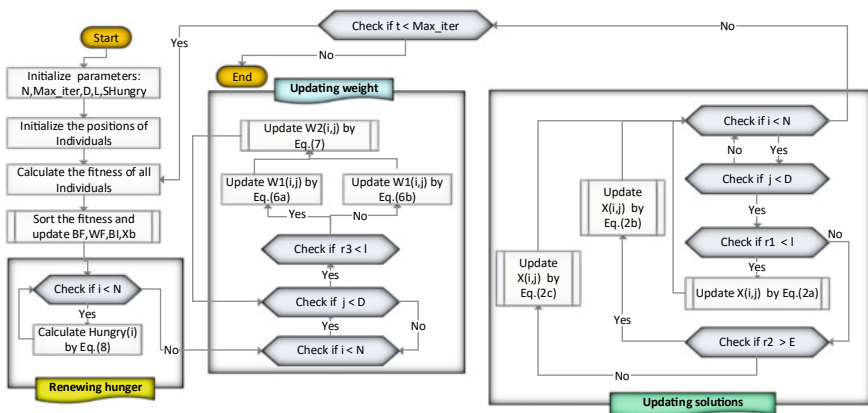 Start
Initialize parameters:
N,Max_iter,D,L,SHungry
Initialize the positions of
Individuals
Calculate the fitness of all
Individuals
Sort the fitness and
update BF,WF,BI,Xb
Check if i < N
Yes
Calculate Hungry(i)
by Eq.(8)
No
Renewing hunger
Check if t < Max_iter
Yes
No
No
End
Updating weight
Update W2(i,j) by
Eq.(7)
Update W1(i,j) by
Eq.(6a)
Update W1(i,j) by
Eq.(6b)
Yes
No
Check if r3 < l
Yes
Check if j < D
Yes
No
Check if i < N
Check if i < N
No
Yes
Check if j < D
Yes
Update
X(i,j) by
Eq.(2b)
Check if r1 < l
No
Yes
Update
X(i,j) by
Eq.(2c)
Update X(i,j) by Eq.(2a)
Yes
Check if r2 > E
No
Updating solutions